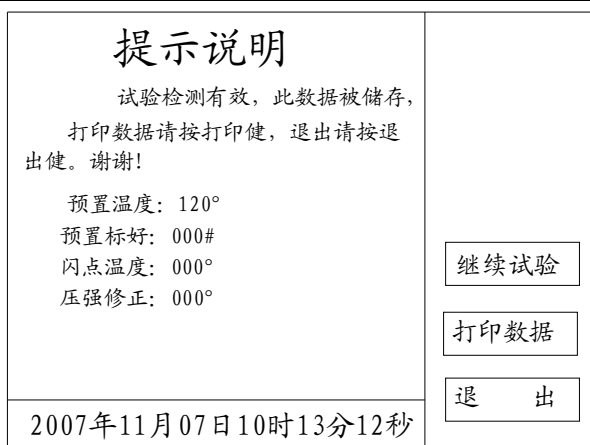 提示说明
试验检测有效，此数据被储存，
打印数据请按打印健，退出请按退
出健。谢谢！
预置温度：120°
预置标好：000#
闪点温度：000°
压强修正：000°
继续试验
打印数据
退 出
2007年11月07日10时13分12秒